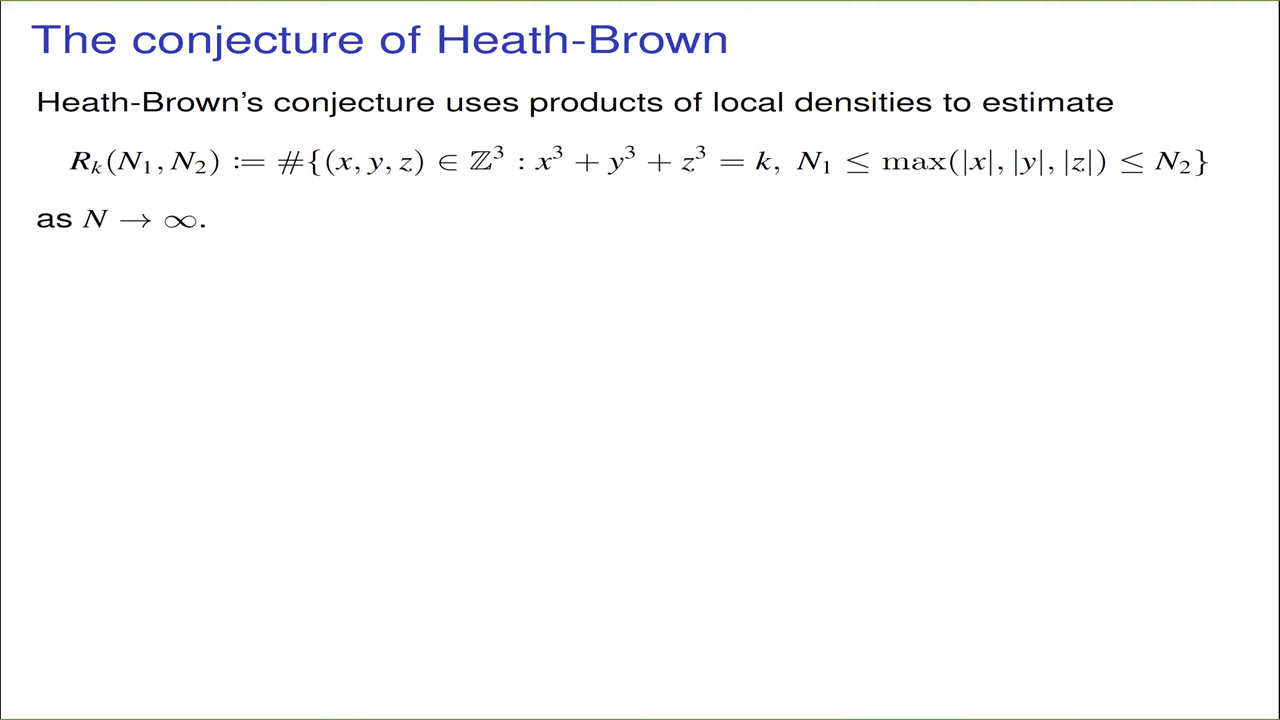 The conjecture of Heath-Brown
Heath-Brown’s conjecture uses products of local densities to estimate
R_k(N_1, N_2) := #{(x, y, z) ∈ ℤ^3 : x^3 + y^3 + z^3 = k, N_1 ≤ max(|x|, |y|, |z|) ≤ N_2}
as N → ∞.